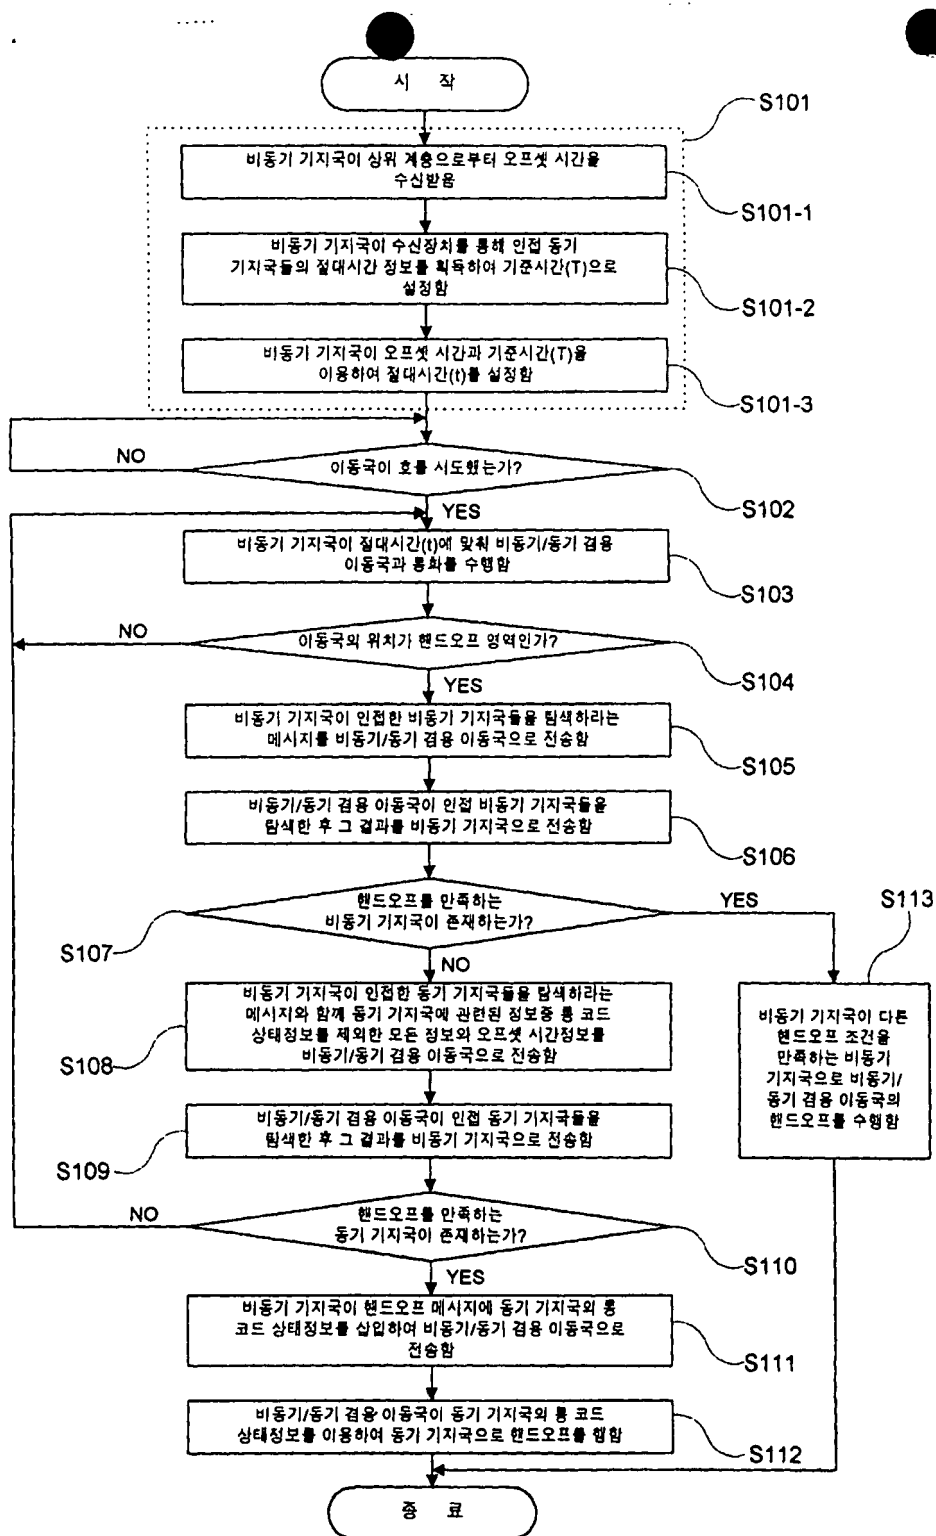 시 작
S101
비동기 기지국이 상위 계층으로부터 오프셋 시간을
수신받음
S101-1
비동기 기지국이 수신장치를 통해 인접 동기
기지국들의 절대시간 정보를 획득하여 기준시간(T)으로
설정함
S101-2
비동기 기지국이 오프셋 시간과 기준시간(T)을
이용하여 절대시간(t)를 설정함
S101-3
NO
이동국이 호를 시도했는가?
S102
YES
비동기 기지국이 절대시간(t)에 맞춰 비동기/동기 겸용
이동국과 통화를 수행함
S103
NO
이동국의 위치가 핸드오프 영역인가?
S104
YES
비동기 기지국이 인접한 비동기 기지국들을 탐색하라는
메시지를 비동기/동기 겸용 이동국으로 전송함
S105
비동기/동기 겸용 이동국이 인접 비동기 기지국들을
탐색한 후 그 결과를 비동기 기지국으로 전송함
S106
핸드오프를 만족하는
비동기 기지국이 존재하는가?
YES
S113
S107
NO
비동기 기지국이 인접한 동기 기지국들을 탐색하라는
메시지와 함께 동기 기지국에 관련된 정보중 롱 코드
상태정보를 제외한 모든 정보와 오프셋 시간정보를
비동기/동기 겸용 이동국으로 전송함
S108
비동기 기지국이 다른
핸드오프 조건을
만족하는 비동기
기지국으로 비동기/
동기 겸용 이동국의
핸드오프를 수행함
비동기/동기 겸용 이동국이 인접 동기 기지국들을
탐색한 후 그 결과를 비동기 기지국으로 전송함
S109
NO
핸드오프를 만족하는
동기 기지국이 존재하는가?
S110
YES
비동기 기지국이 핸드오프 메시지에 동기 기지국의 롱
코드 상태정보를 삽입하여 비동기/동기 겸용 이동국으로
전송함
S111
비동기/동기 겸용 이동국이 동기 기지국의 롱 코드
상태정보를 이용하여 동기 기지국으로 핸드오프를 행함
S112
종 료